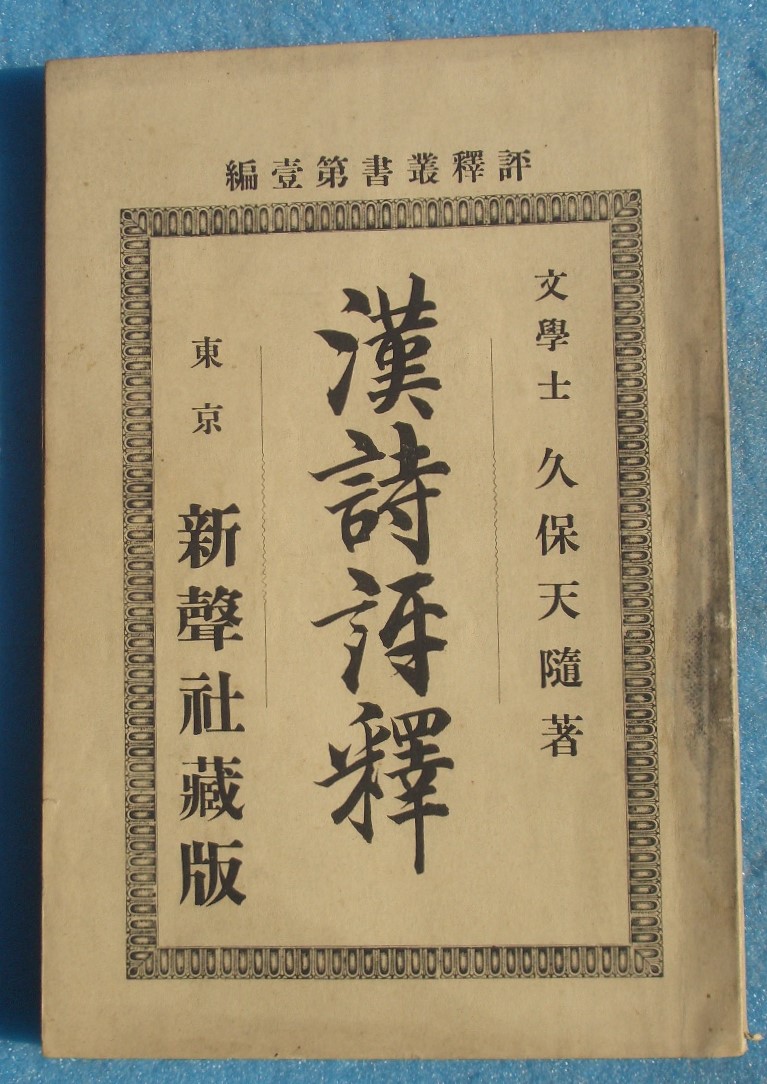 評釋叢書第壹編
文學士 久保天隨著
漢詩評釋
東京 新聲社藏版